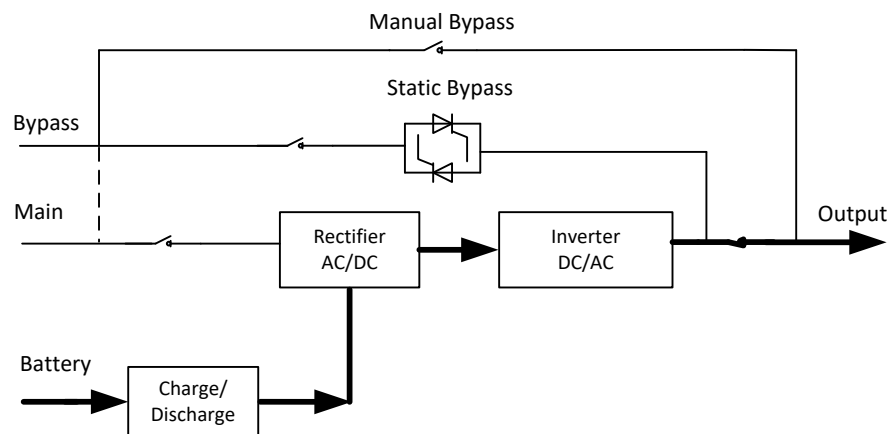 Manual Bypass
Static Bypass
Bypass
Main
Rectifier
AC/DC
Inverter
DC/AC
Output
Battery
Charge/
Discharge